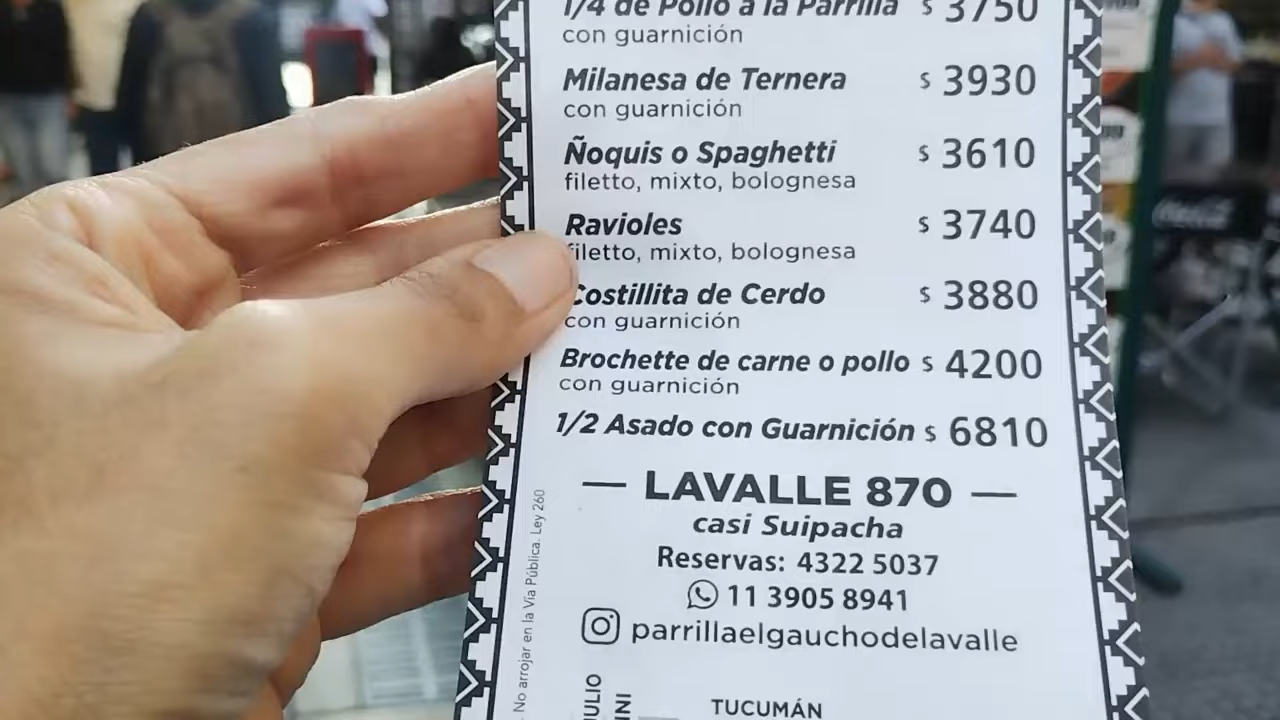 1/4 de Pollo a la Parrilla $ 3750
con guarnición
Milanesa de Ternera $ 3930
con guarnición
Ñoquis o Spaghetti $ 3610
filetto, mixto, bolognesa
Ravioles $ 3740
filetto, mixto, bolognesa
Costillita de Cerdo $ 3880
con guarnición
Brochette de carne o pollo $ 4200
con guarnición
1/2 Asado con Guarnición $ 6810
— LAVALLE 870 —
casi Suipacha
Reservas: 4322 5037
11 3905 8941
parrillaelgauchodelavalle
No arrojar en la Vía Pública. Ley 260
TUCUMÁN
Coca-Cola